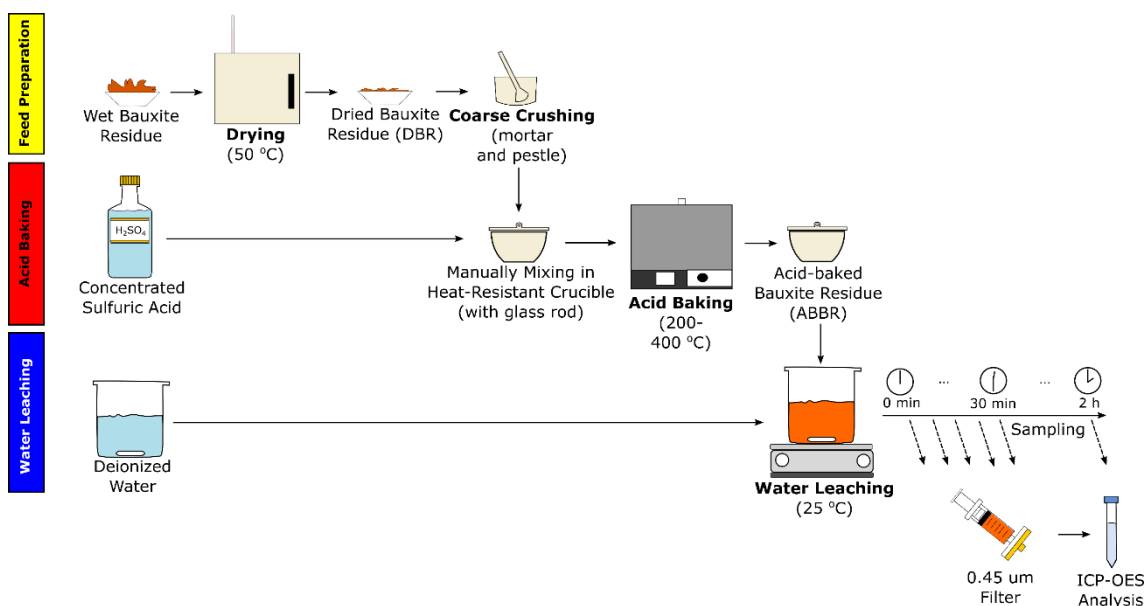 Feed Preparation
Wet Bauxite
Residue
Drying
(50 °C)
Dried Bauxite
Residue (DBR)
Coarse Crushing
(mortar
and pestle)
Acid Baking
H₂SO₄
Concentrated
Sulfuric Acid
Manually Mixing in
Heat-Resistant Crucible
(with glass rod)
Acid Baking
(200-
400 °C)
Acid-baked
Bauxite Residue
(ABBR)
Water Leaching
Deionized
Water
Water Leaching
(25 °C)
... ...
0 min 30 min 2 h
Sampling
0.45 um
Filter
ICP-OES
Analysis